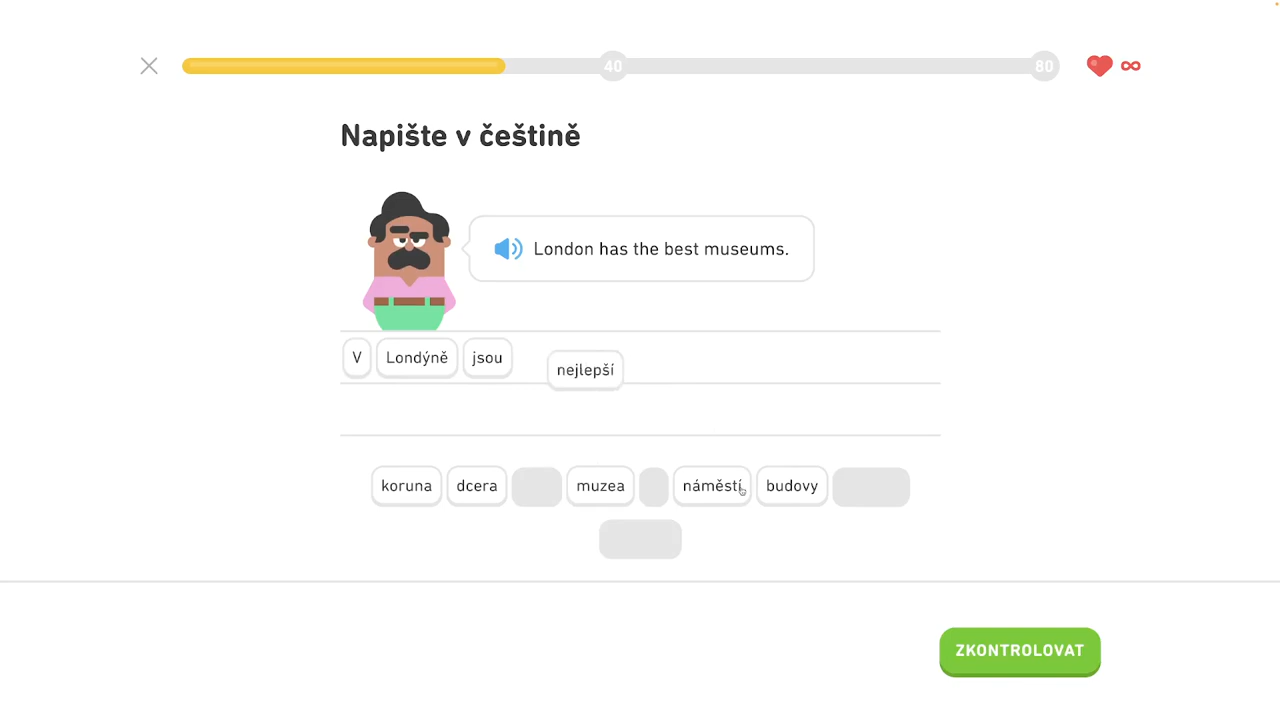 40 80 ∞
Napište v češtině
London has the best museums.
V Londýně jsou nejlepší
koruna dcera muzea náměstí budovy
ZKONTROLOVAT